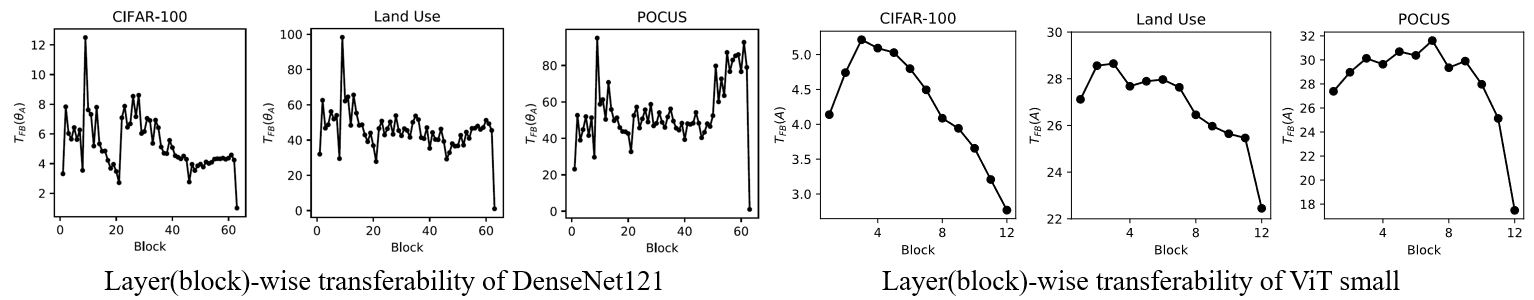 CIFAR-100
T_FB(θ_A)
12
10
8
6
4
2
0 20 40 60
Block
Land Use
T_FB(θ_A)
100
80
60
40
20
0
0 20 40 60
Block
POCUS
T_FB(θ_A)
80
60
40
20
0
0 20 40 60
Block
Layer(block)-wise transferability of DenseNet121
CIFAR-100
T_FB(A)
5.0
4.5
4.0
3.5
3.0
4 8 12
Block
Land Use
T_FB(A)
30
28
26
24
22
4 8 12
Block
POCUS
T_FB(A)
32
30
28
26
24
22
20
18
4 8 12
Block
Layer(block)-wise transferability of ViT small